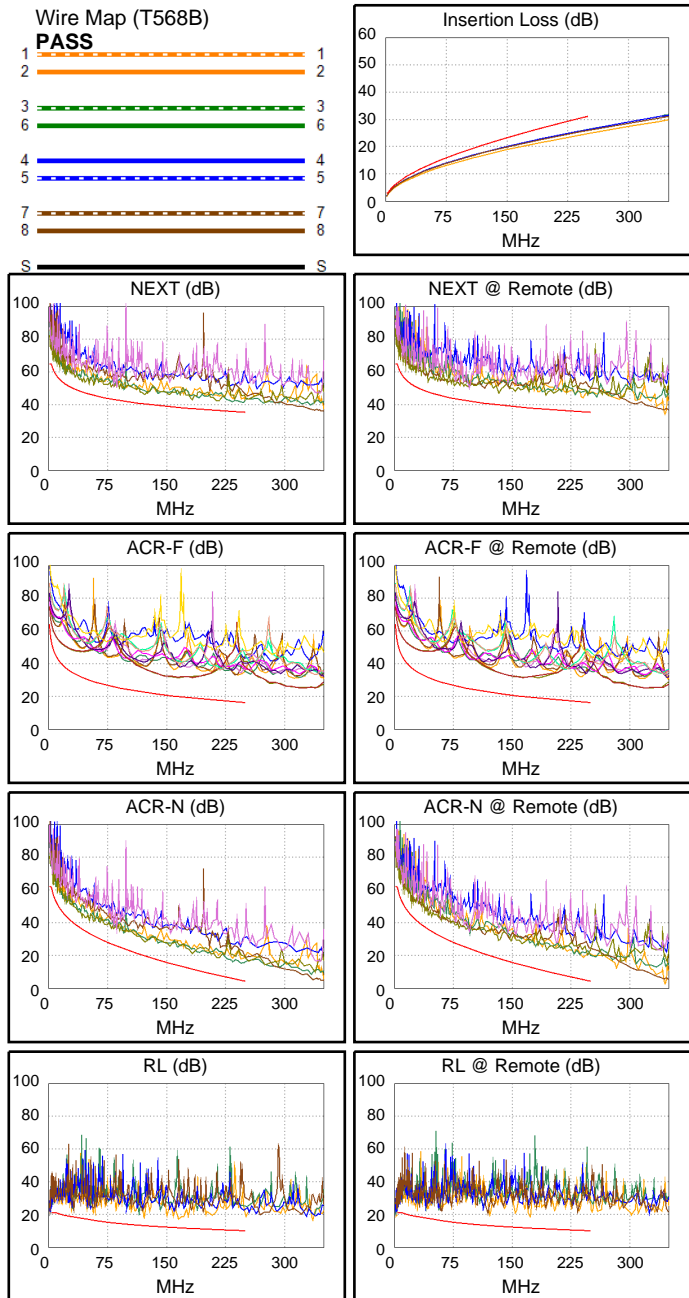 Wire Map (T568B)
PASS
1 1
2 2
3 3
6 6
4 4
5 5
7 7
8 8
S S
Insertion Loss (dB)
60
50
40
30
20
10
0
0 75 150 225 300
MHz
NEXT (dB)
100
80
60
40
20
0
0 75 150 225 300
MHz
NEXT @ Remote (dB)
100
80
60
40
20
0
0 75 150 225 300
MHz
ACR-F (dB)
100
80
60
40
20
0
0 75 150 225 300
MHz
ACR-F @ Remote (dB)
100
80
60
40
20
0
0 75 150 225 300
MHz
ACR-N (dB)
100
80
60
40
20
0
0 75 150 225 300
MHz
ACR-N @ Remote (dB)
100
80
60
40
20
0
0 75 150 225 300
MHz
RL (dB)
100
80
60
40
20
0
0 75 150 225 300
MHz
RL @ Remote (dB)
100
80
60
40
20
0
0 75 150 225 300
MHz